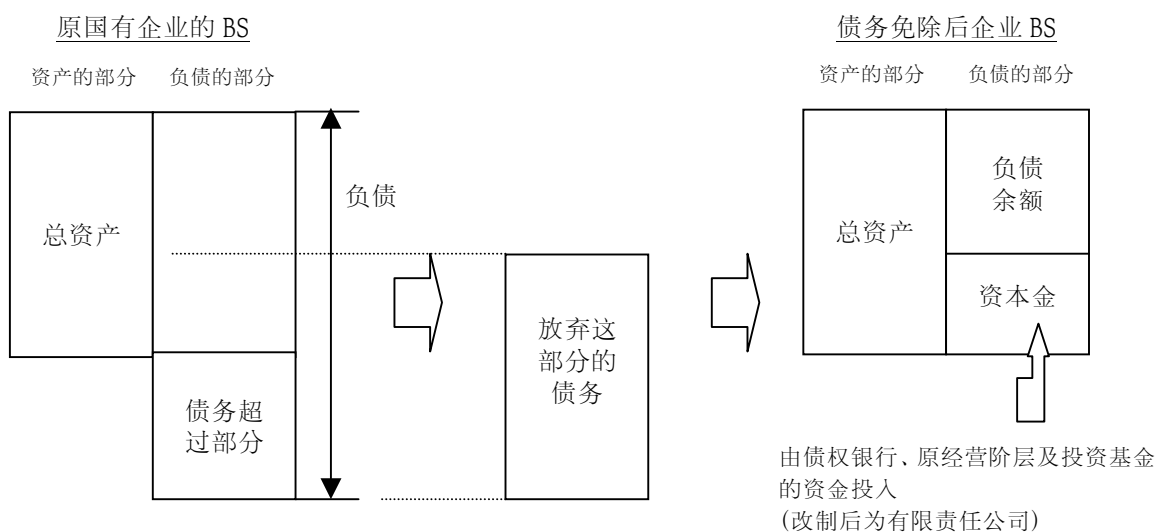 原国有企业的 BS
资产的部分 负债的部分
总资产
负债
债务超
过部分
放弃这
部分的
债务
债务免除后企业 BS
资产的部分 负债的部分
总资产
负债
余额
资本金
由债权银行、原经营阶层及投资基金
的资金投入
(改制后为有限责任公司)